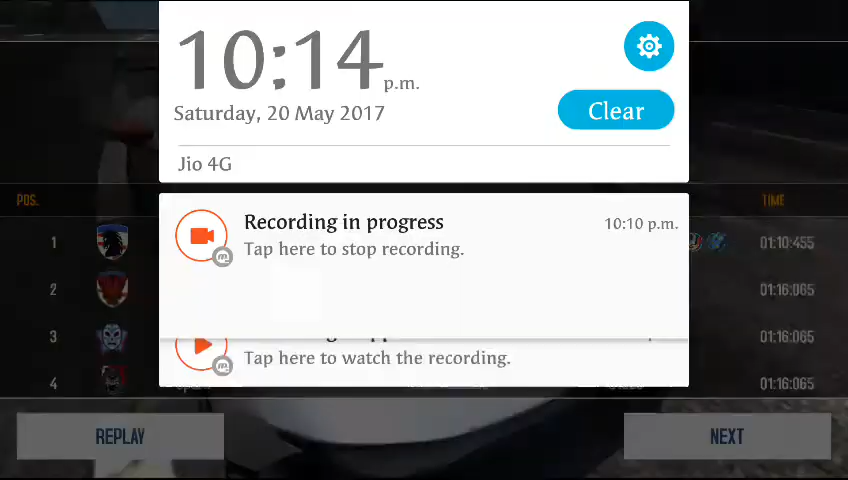 10:14 p.m.
Saturday, 20 May 2017
Clear
Jio 4G
POS.
TIME
Recording in progress
10:10 p.m.
Tap here to stop recording.
1
01:10:455
2
01:16:065
3
01:16:065
Tap here to watch the recording.
4
01:16:065
REPLAY
NEXT